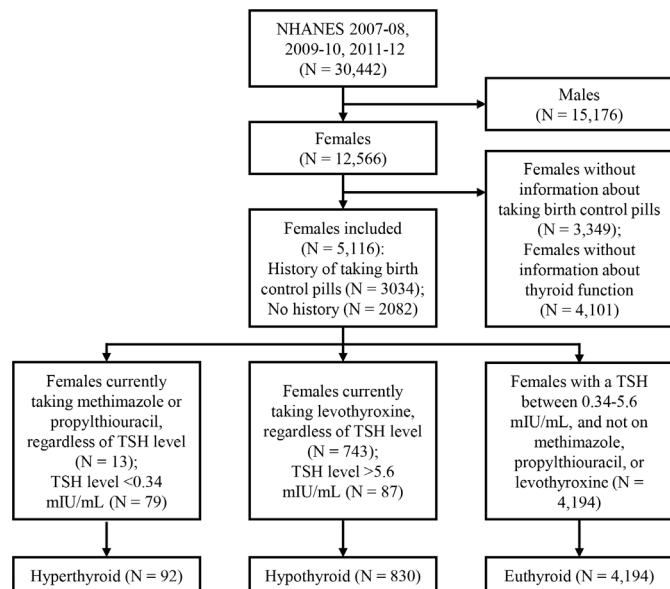 NHANES 2007-08,
2009-10, 2011-12
(N = 30,442)
Males
(N = 15,176)
Females
(N = 12,566)
Females without
information about
taking birth control pills
(N = 3,349);
Females without
information about
thyroid function
(N = 4,101)
Females included
(N = 5,116):
History of taking birth
control pills (N = 3034);
No history (N = 2082)
Females currently
taking methimazole or
propylthiouracil,
regardless of TSH level
(N = 13);
TSH level <0.34
mIU/mL (N = 79)
Females currently
taking levothyroxine,
regardless of TSH level
(N = 743);
TSH level >5.6
mIU/mL (N = 87)
Females with a TSH
between 0.34-5.6
mIU/mL, and not on
methimazole,
propylthiouracil, or
levothyroxine (N =
4,194)
Hyperthyroid (N = 92)
Hypothyroid (N = 830)
Euthyroid (N = 4,194)